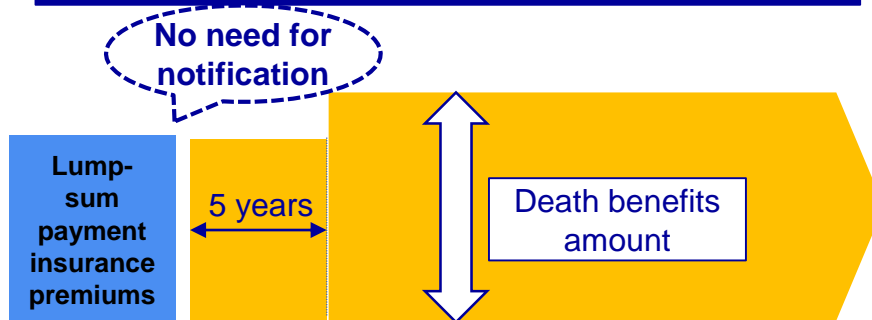 No need for
notification
Lump-
sum
payment
insurance
premiums
5 years
Death benefits
amount